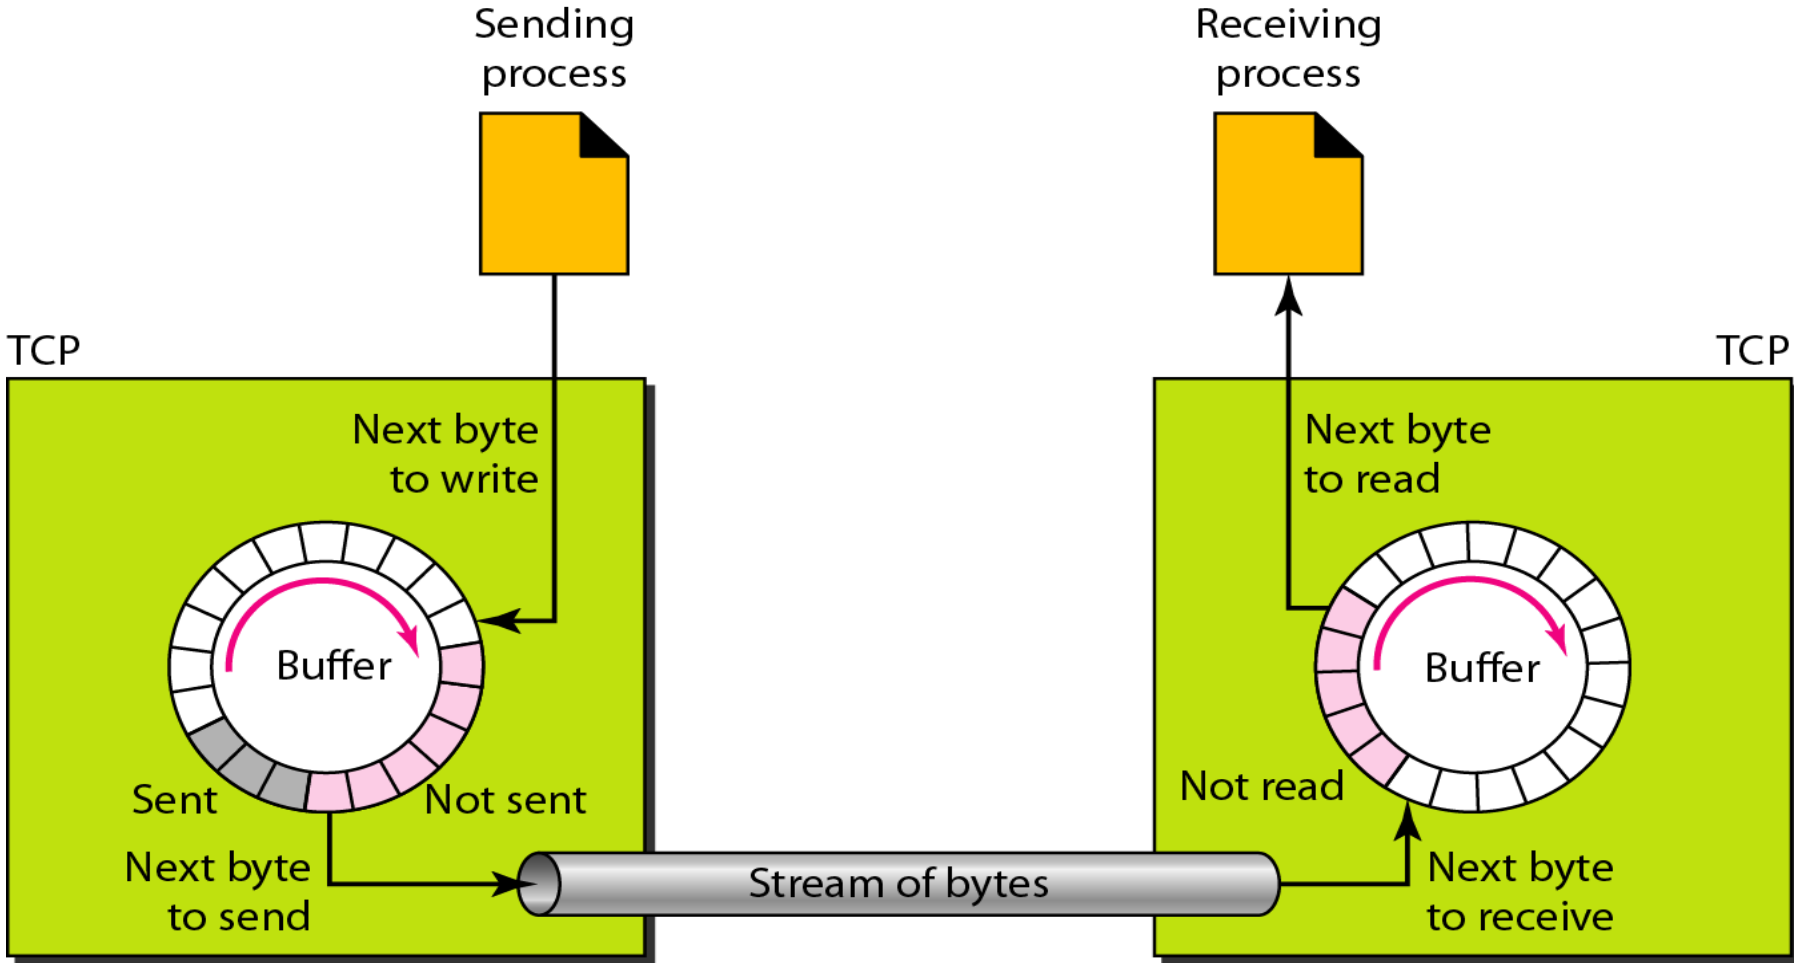 Sending
process
Receiving
process
TCP
TCP
Next byte
to write
Next byte
to read
Buffer
Buffer
Sent
Not sent
Not read
Next byte
to send
Stream of bytes
Next byte
to receive